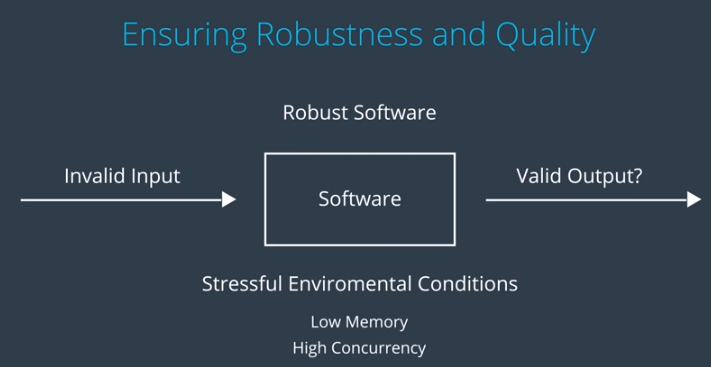 Ensuring Robustness and Quality
Robust Software
Invalid Input
Software
Valid Output?
Stressful Enviromental Conditions
Low Memory
High Concurrency